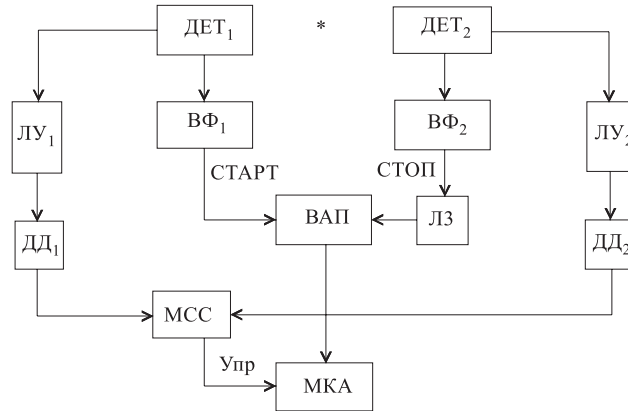 ДЕТ₁ * ДЕТ₂
ЛУ₁ ВФ₁ ВФ₂ ЛУ₂
СТАРТ СТОП
ВАП ЛЗ
ДД₁ ДД₂
МСС
Упр
МКА